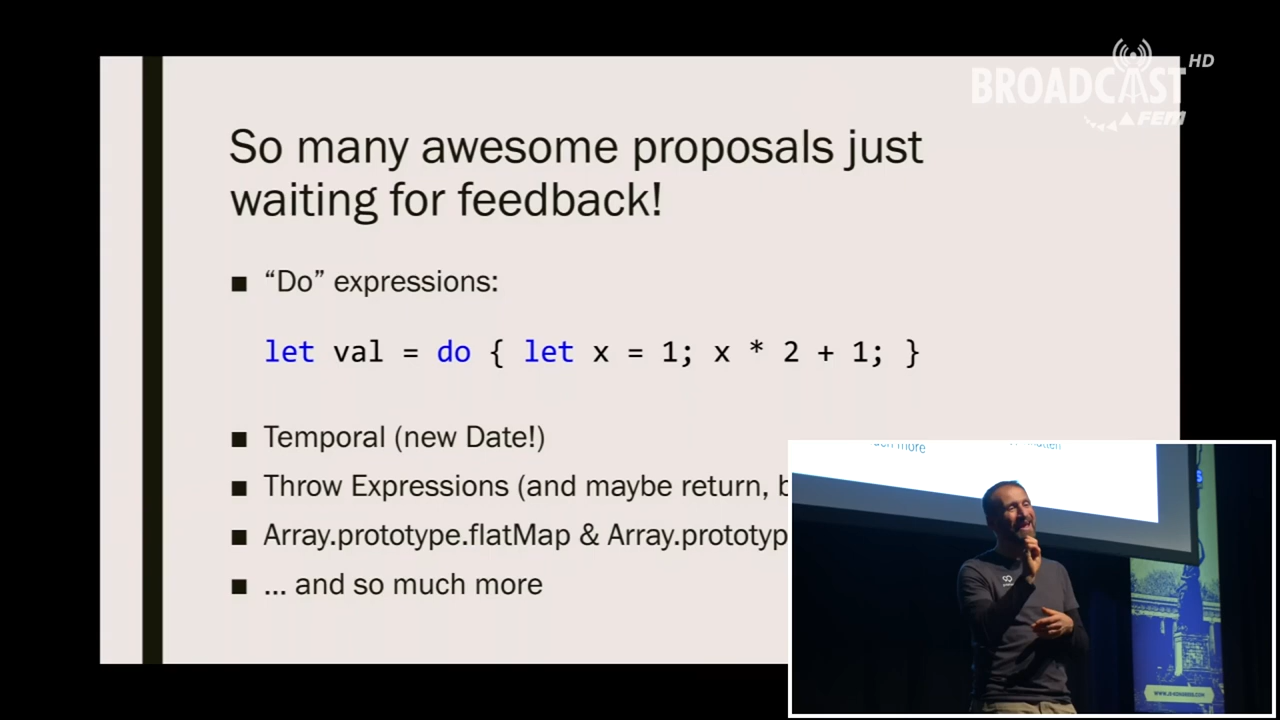 BROADCAST HD
FEM
So many awesome proposals just
waiting for feedback!
■ “Do” expressions:
let val = do { let x = 1; x * 2 + 1; }
■ Temporal (new Date!)
■ Throw Expressions (and maybe return, b
■ Array.prototype.flatMap & Array.prototyp
■ ... and so much more
more